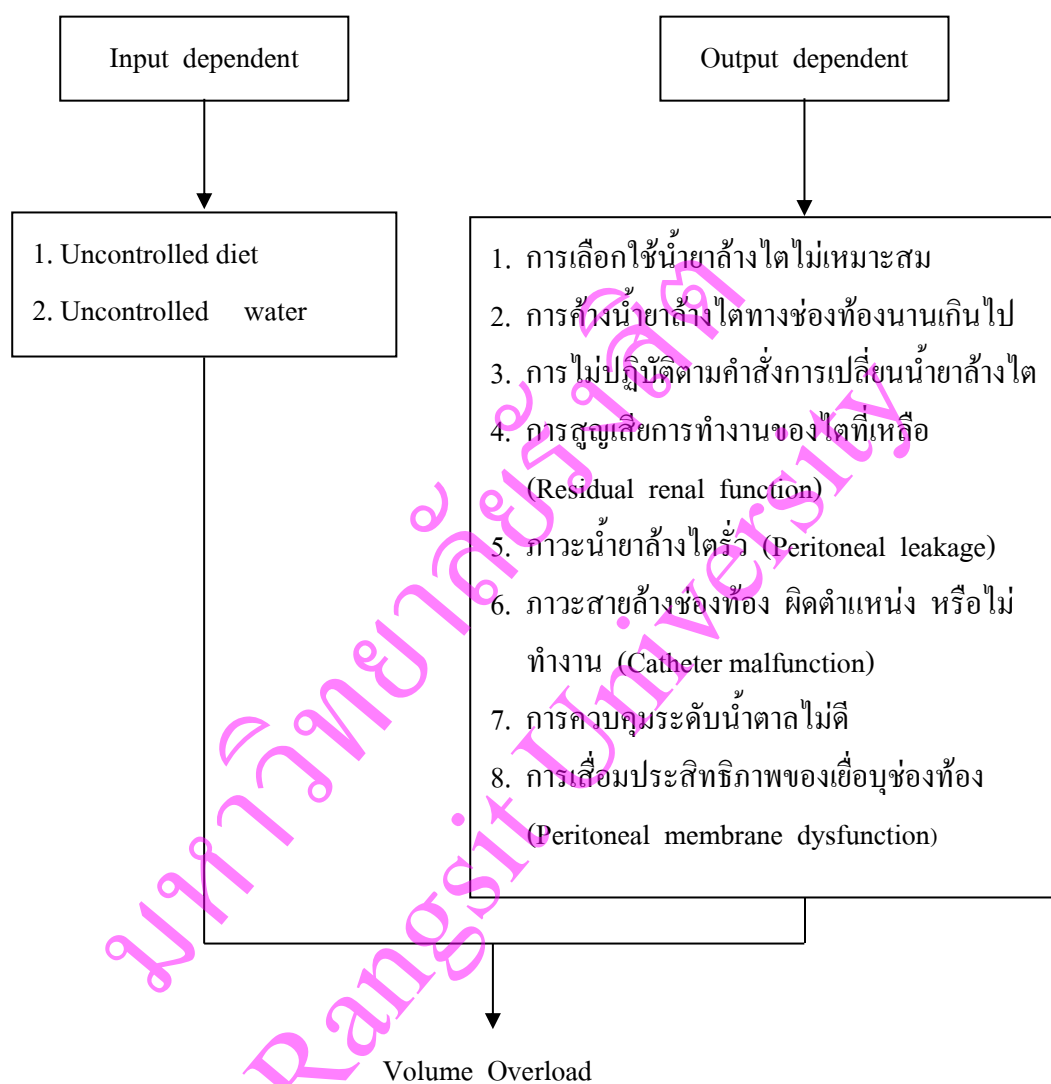 Input dependent
Output dependent
1. Uncontrolled diet
2. Uncontrolled water
1. การเลือกใช้น้ำยาล้างไตไม่เหมาะสม
2. การค้างน้ำยาล้างไตทางช่องท้องนานเกินไป
3. การไม่ปฏิบัติตามคำสั่งการเปลี่ยนน้ำยาล้างไต
4. การสูญเสียการทำงานของไตที่เหลือ
(Residual renal function)
5. ภาวะน้ำยาล้างไตรั่ว (Peritoneal leakage)
6. ภาวะสายล้างช่องท้อง ผิดตำแหน่ง หรือไม่
ทำงาน (Catheter malfunction)
7. การควบคุมระดับน้ำตาลไม่ดี
8. การเสื่อมประสิทธิภาพของเยื่อบุช่องท้อง
(Peritoneal membrane dysfunction)
Volume Overload
มหาวิทยาลัยรังสิต
Rangsit University